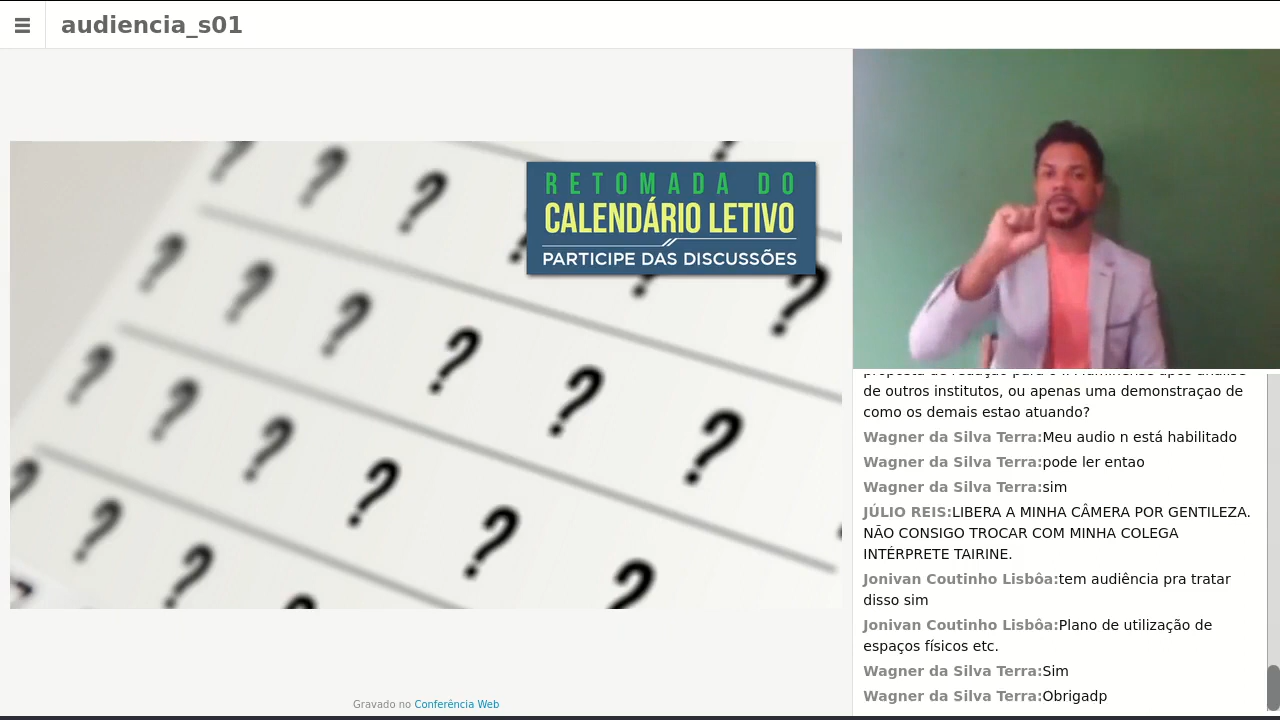 audiencia_s01
RETOMADA DO
CALENDÁRIO LETIVO
PARTICIPE DAS DISCUSSÕES
de outros institutos, ou apenas uma demonstraçao de
como os demais estao atuando?
Wagner da Silva Terra:Meu audio n está habilitado
Wagner da Silva Terra:pode ler entao
Wagner da Silva Terra:sim
JÚLIO REIS:LIBERA A MINHA CÂMERA POR GENTILEZA.
NÃO CONSIGO TROCAR COM MINHA COLEGA
INTÉRPRETE TAIRINE.
Jonivan Coutinho Lisbôa:tem audiência pra tratar
disso sim
Jonivan Coutinho Lisbôa:Plano de utilização de
espaços físicos etc.
Wagner da Silva Terra:Sim
Wagner da Silva Terra:Obrigadp
Gravado no Conferência Web